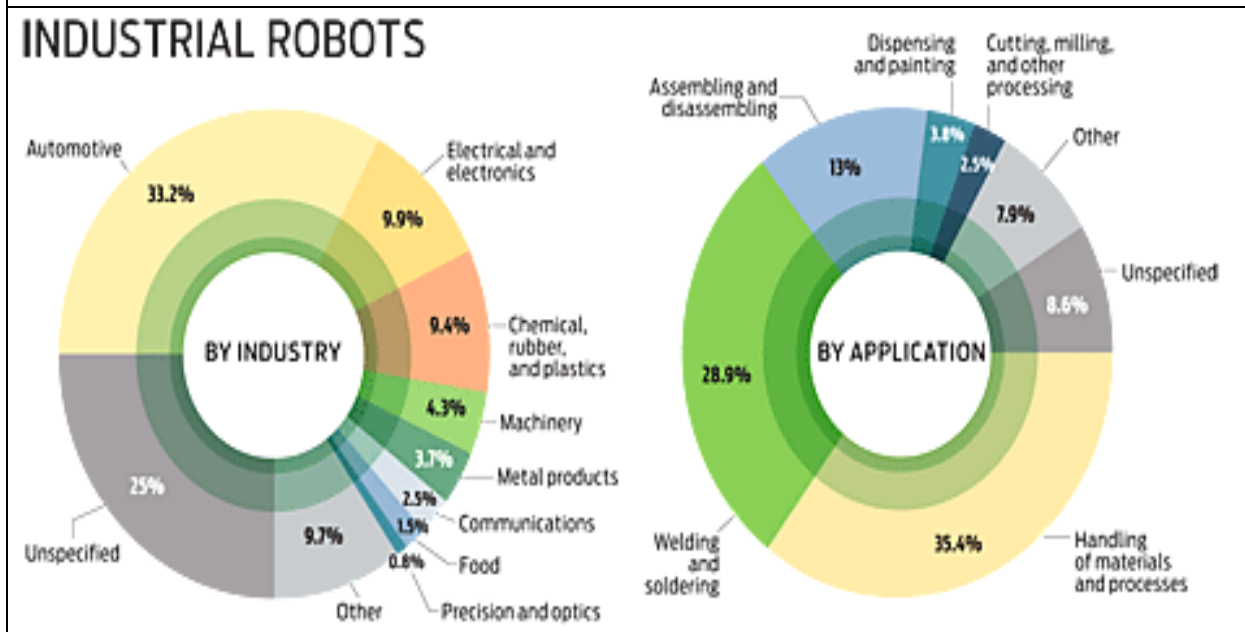 INDUSTRIAL ROBOTS
Automotive
33.2%
Electrical and
electronics
9.9%
9.4%
Chemical,
rubber,
and plastics
4.3%
Machinery
3.7%
Metal products
2.5%
Communications
1.5%
Food
0.8%
Precision and optics
9.7%
Other
25%
Unspecified
BY INDUSTRY
Assembling and
disassembling
13%
Dispensing
and painting
3.8%
Cutting, milling,
and other
processing
2.5%
Other
7.9%
Unspecified
8.6%
35.4%
Handling
of materials
and processes
28.9%
Welding
and
soldering
BY APPLICATION